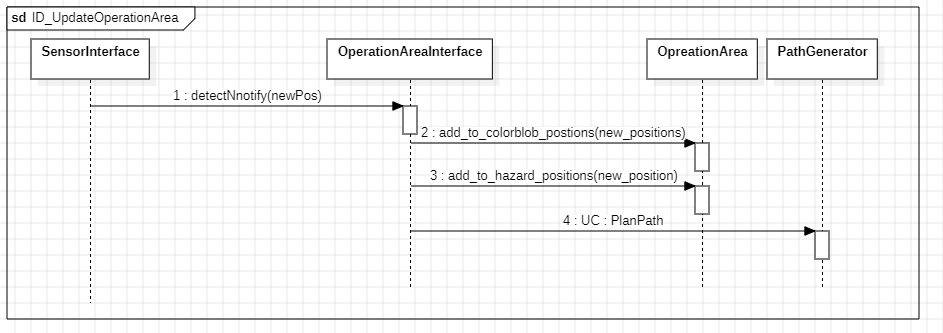 sd ID_UpdateOperationArea
SensorInterface
OperationAreaInterface
OpreationArea
PathGenerator
1 : detectNnotify(newPos)
2 : add_to_colorblob_postions(new_positions)
3 : add_to_hazard_positions(new_position)
4 : UC : PlanPath